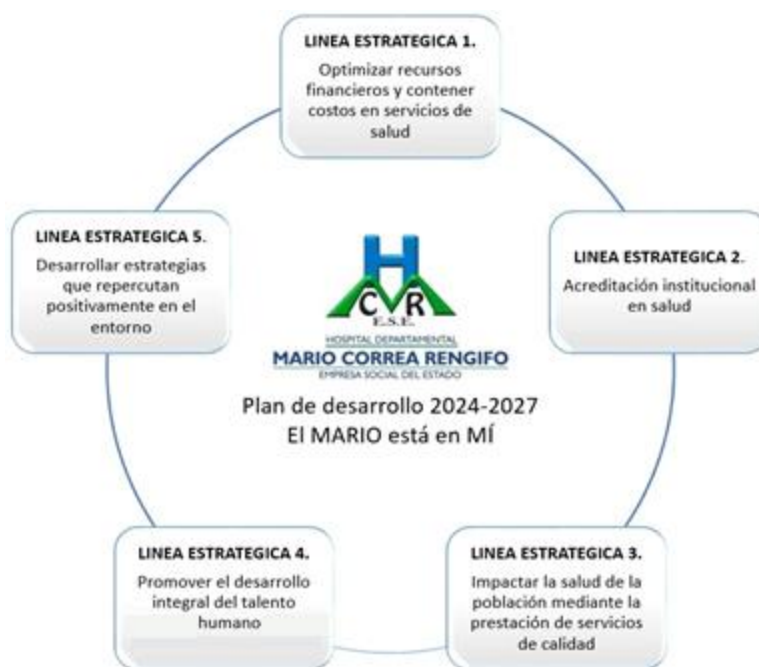 LINEA ESTRATEGICA 1.
Optimizar recursos
financieros y contener
costos en servicios de
salud
LINEA ESTRATEGICA 2.
Acreditación institucional
en salud
LINEA ESTRATEGICA 3.
Impactar la salud de la
población mediante la
prestación de servicios
de calidad
LINEA ESTRATEGICA 4.
Promover el desarrollo
integral del talento
humano
LINEA ESTRATEGICA 5.
Desarrollar estrategias
que repercutan
positivamente en el
entorno
H
C R
E.S.E.
HOSPITAL DEPARTAMENTAL
MARIO CORREA RENGIFO
EMPRESA SOCIAL DEL ESTADO
Plan de desarrollo 2024-2027
El MARIO está en MÍ